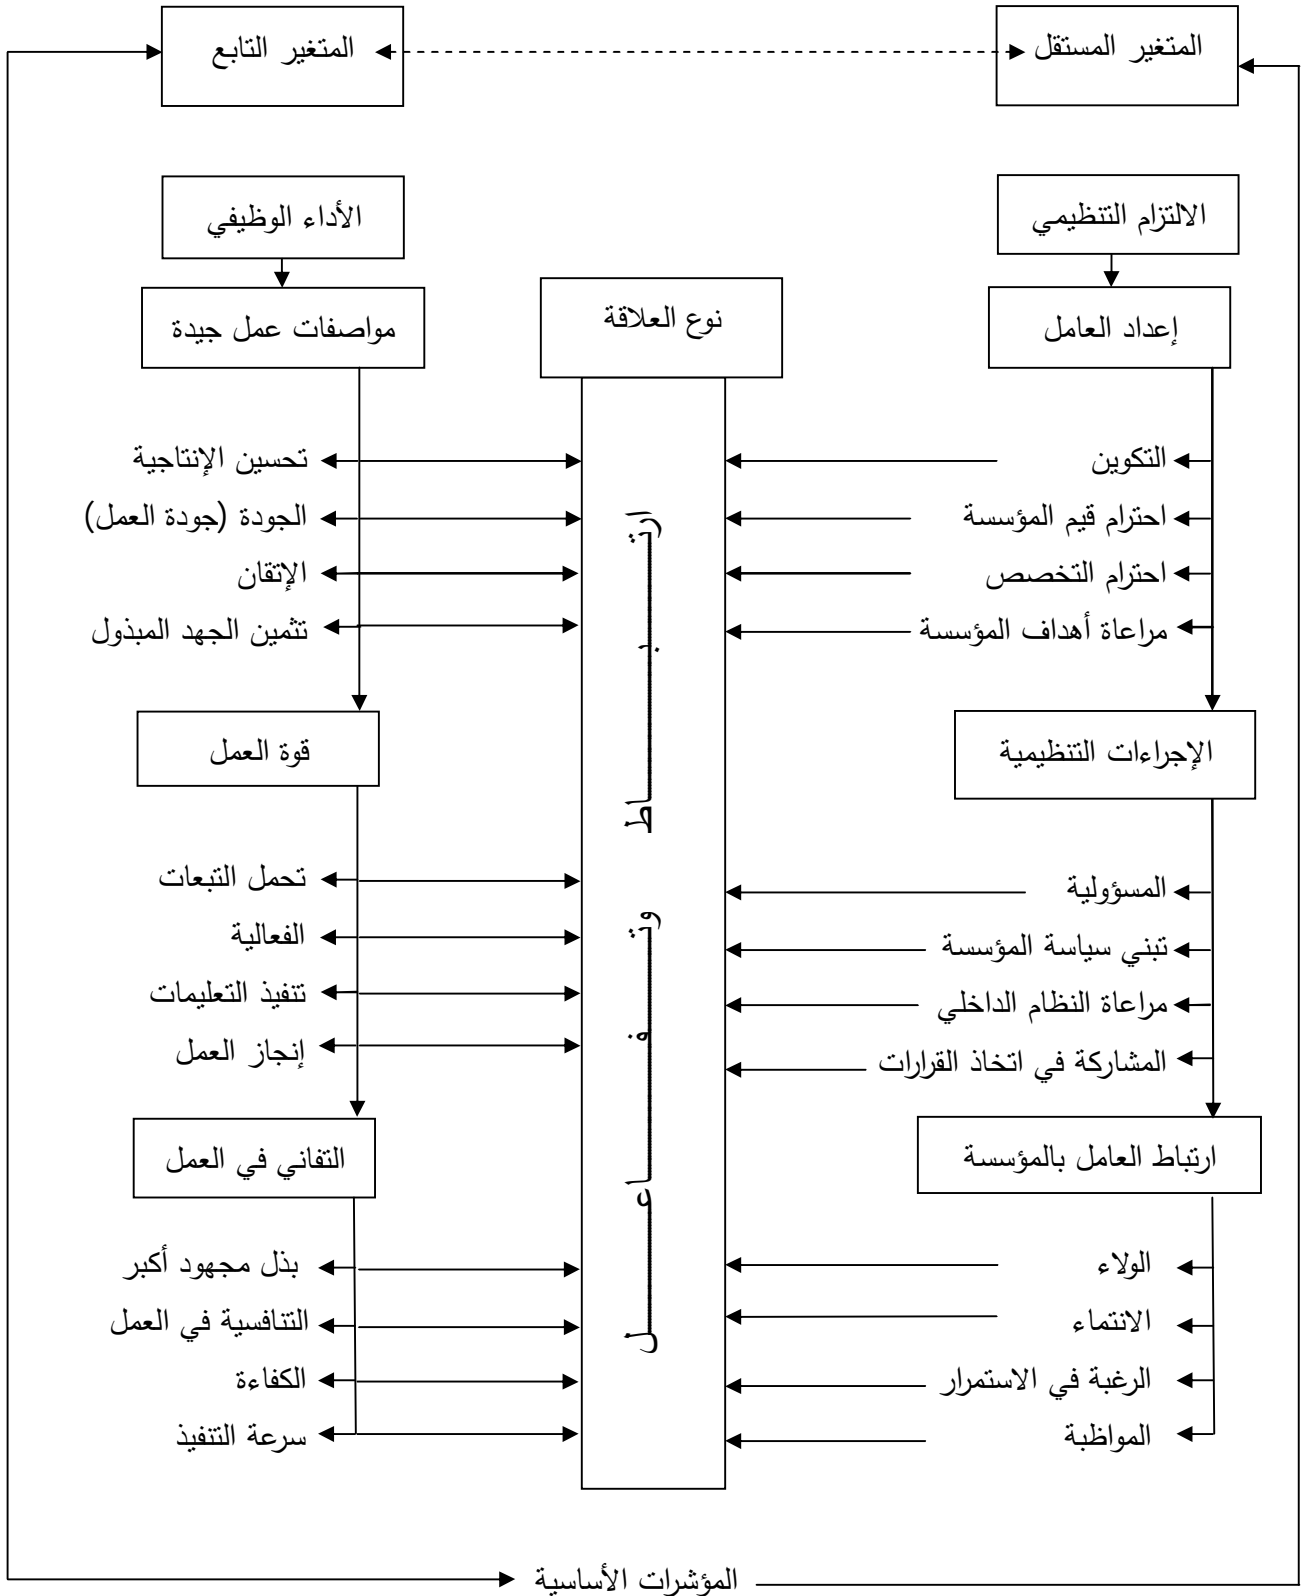 المتغير المستقل
المتغير التابع
الالتزام التنظيمي
الأداء الوظيفي
نوع العلاقة
إعداد العامل
مواصفات عمل جيدة
التكوين
تحسين الإنتاجية
احترام قيم المؤسسة
الجودة (جودة العمل)
احترام التخصص
الإتقان
مراعاة أهداف المؤسسة
تثمين الجهد المبذول
ارتبـــاط وتـفـاعـــل
الإجراءات التنظيمية
قوة العمل
المسؤولية
تحمل التبعات
تبني سياسة المؤسسة
الفعالية
مراعاة النظام الداخلي
تنفيذ التعليمات
المشاركة في اتخاذ القرارات
إنجاز العمل
ارتباط العامل بالمؤسسة
التفاني في العمل
الولاء
بذل مجهود أكبر
الانتماء
التنافسية في العمل
الرغبة في الاستمرار
الكفاءة
المواظبة
سرعة التنفيذ
المؤشرات الأساسية